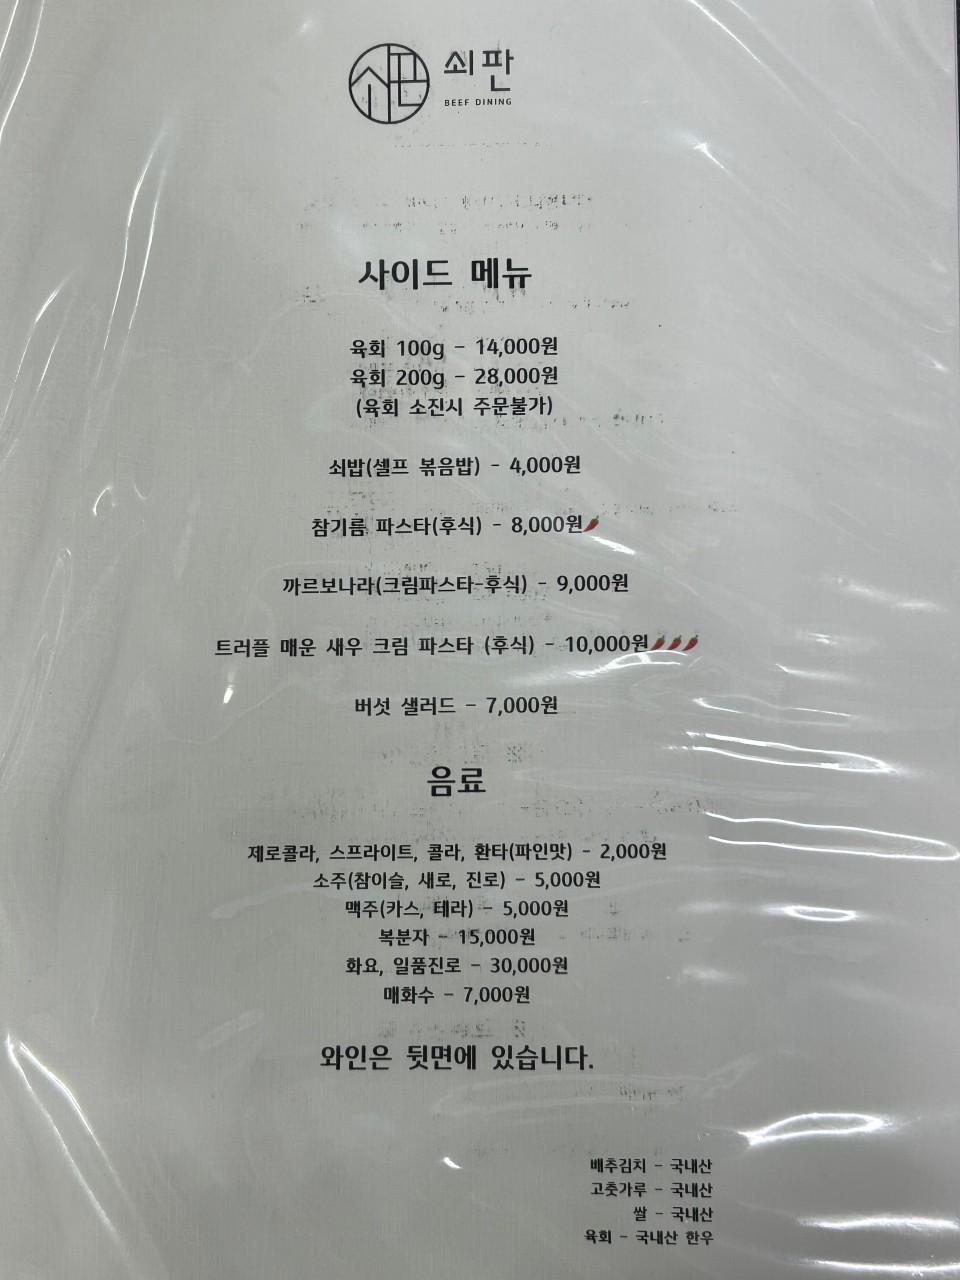 쇠판
BEEF DINING
사이드 메뉴
육회 100g - 14,000원
육회 200g - 28,000원
(육회 소진시 주문불가)
쇠밥(셀프 볶음밥) - 4,000원
참기름 파스타(후식) - 8,000원🌶️
까르보나라(크림파스타-후식) - 9,000원
트러플 매운 새우 크림 파스타 (후식) - 10,000원🌶️🌶️🌶️
버섯 샐러드 - 7,000원
음료
제로콜라, 스프라이트, 콜라, 환타(파인맛) - 2,000원
소주(참이슬, 새로, 진로) - 5,000원
맥주(카스, 테라) - 5,000원
복분자 - 15,000원
화요, 일품진로 - 30,000원
매화수 - 7,000원
와인은 뒷면에 있습니다.
배추김치 - 국내산
고춧가루 - 국내산
쌀 - 국내산
육회 - 국내산 한우